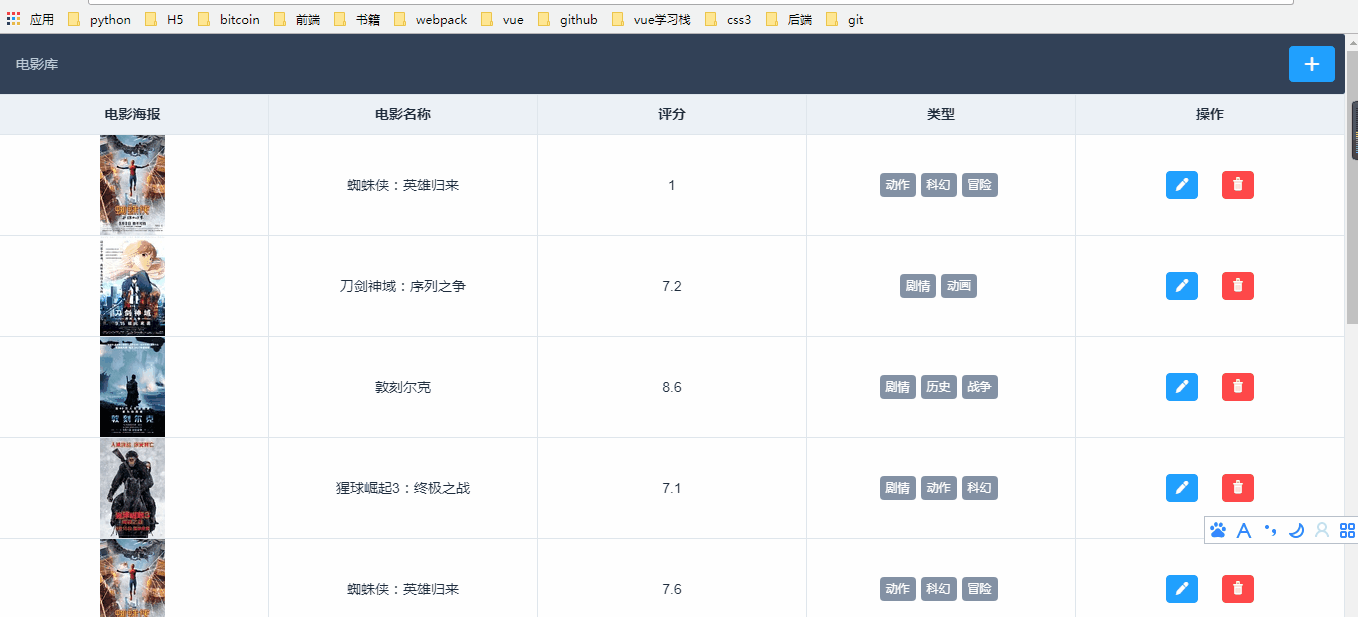 应用 python H5 bitcoin 前端 书籍 webpack vue github vue学习栈 css3 后端 git
电影库
电影海报 电影名称 评分 类型 操作
蜘蛛侠：英雄归来 1 动作 科幻 冒险
刀剑神域：序列之争 7.2 剧情 动画
敦刻尔克 8.6 剧情 历史 战争
敦刻尔克
猩球崛起3：终极之战 7.1 剧情 动作 科幻
A
蜘蛛侠：英雄归来 7.6 动作 科幻 冒险